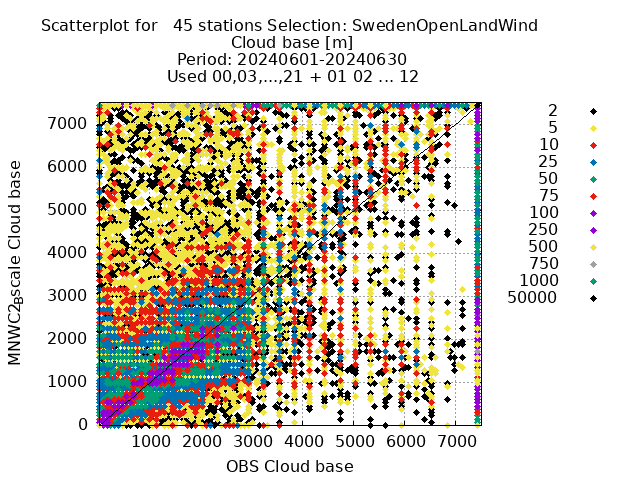 Scatterplot for   45 stations Selection: SwedenOpenLandWind
Cloud base [m]
Period: 20240601-20240630
Used 00,03,...,21 + 01 02 ... 12
MNWC2pscale Cloud base
7000
6000
5000
4000
3000
2000
1000
0
1000 2000 3000 4000 5000 6000 7000
OBS Cloud base
2
5
10
25
50
75
100
250
500
750
1000
50000